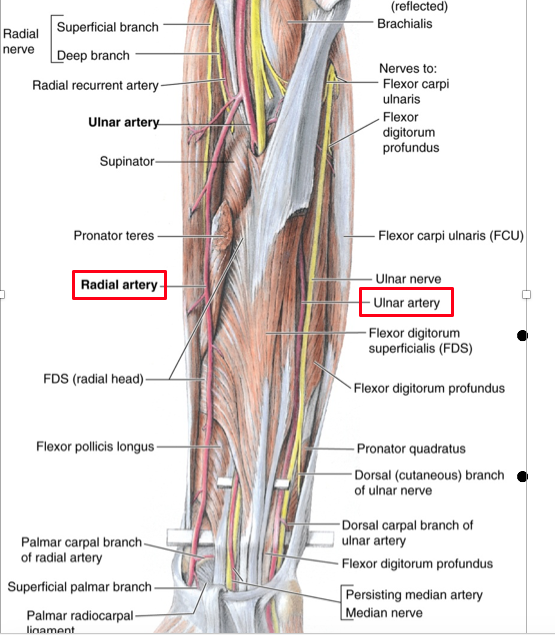 (reflected)
Brachialis
Radial
nerve
Superficial branch
Deep branch
Radial recurrent artery
Ulnar artery
Supinator
Pronator teres
Radial artery
FDS (radial head)
Flexor pollicis longus
Palmar carpal branch
of radial artery
Superficial palmar branch
Palmar radiocarpal
ligament
Nerves to:
Flexor carpi
ulnaris
Flexor
digitorum
profundus
Flexor carpi ulnaris (FCU)
Ulnar nerve
Ulnar artery
Flexor digitorum
superficialis (FDS)
Flexor digitorum profundus
Pronator quadratus
Dorsal (cutaneous) branch
of ulnar nerve
Dorsal carpal branch of
ulnar artery
Flexor digitorum profundus
Persisting median artery
Median nerve